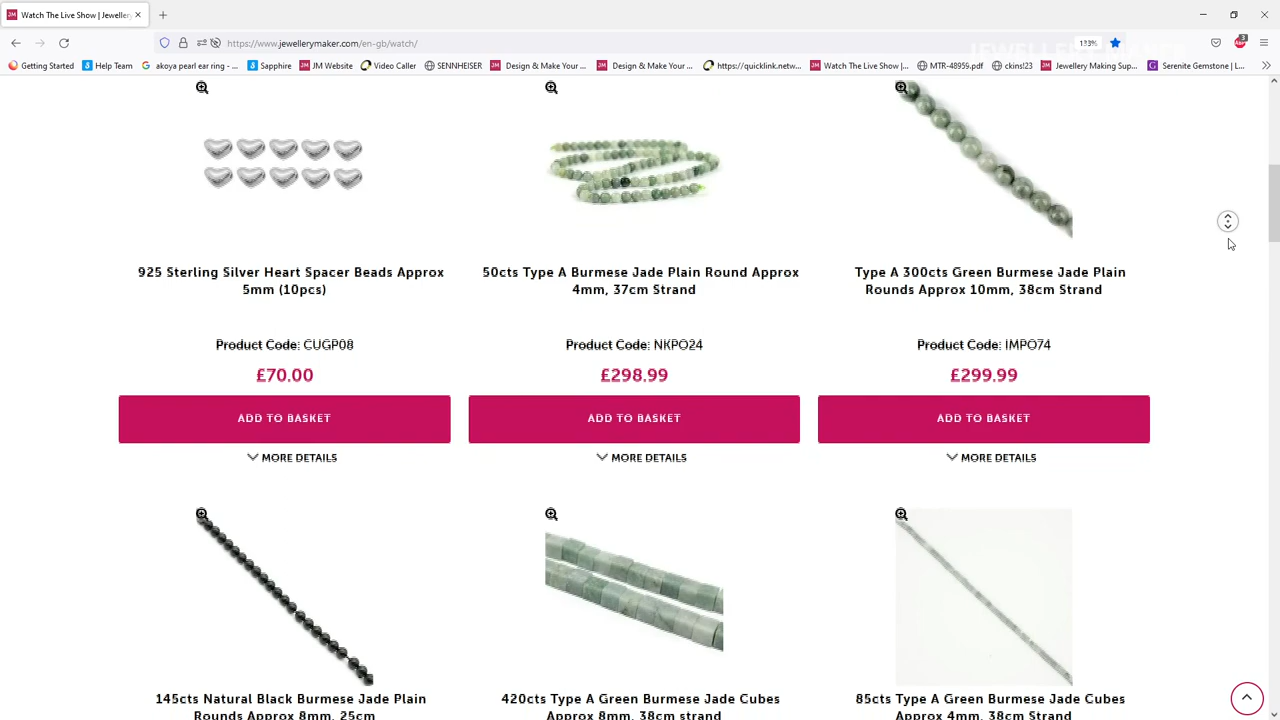 Watch The Live Show | Jeweller
https://www.jewellerymaker.com/en-gb/watch/
133%
3
Getting Started
Help Team
akoya pearl ear ring - ...
Sapphire
JM Website
Video Caller
SENNHEISER
Design & Make Your ...
Design & Make Your ...
https://quicklink.netw...
Watch The Live Show |...
MTR-48959.pdf
ckins!23
Jewellery Making Sup...
Serenite Gemstone | L...
925 Sterling Silver Heart Spacer Beads Approx
5mm (10pcs)
Product Code: CUGP08
£70.00
ADD TO BASKET
MORE DETAILS
50cts Type A Burmese Jade Plain Round Approx
4mm, 37cm Strand
Product Code: NKPO24
£298.99
ADD TO BASKET
MORE DETAILS
Type A 300cts Green Burmese Jade Plain
Rounds Approx 10mm, 38cm Strand
Product Code: IMPO74
£299.99
ADD TO BASKET
MORE DETAILS
145cts Natural Black Burmese Jade Plain
Rounds Approx 8mm, 25cm
420cts Type A Green Burmese Jade Cubes
Approx 8mm, 38cm strand
85cts Type A Green Burmese Jade Cubes
Approx 4mm, 38cm Strand